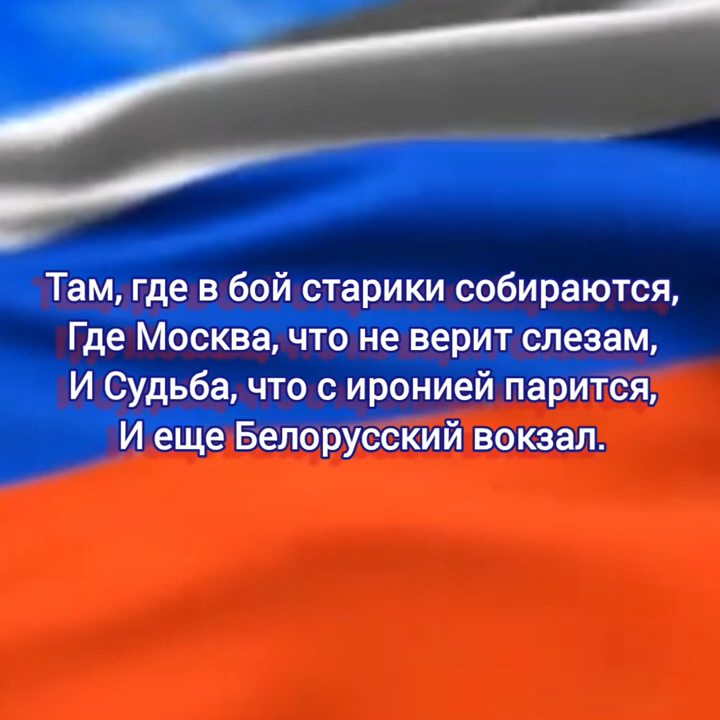 Там, где в бой старики собираются,
Где Москва, что не верит слезам,
И Судьба, что с иронией парится,
И еще Белорусский вокзал.